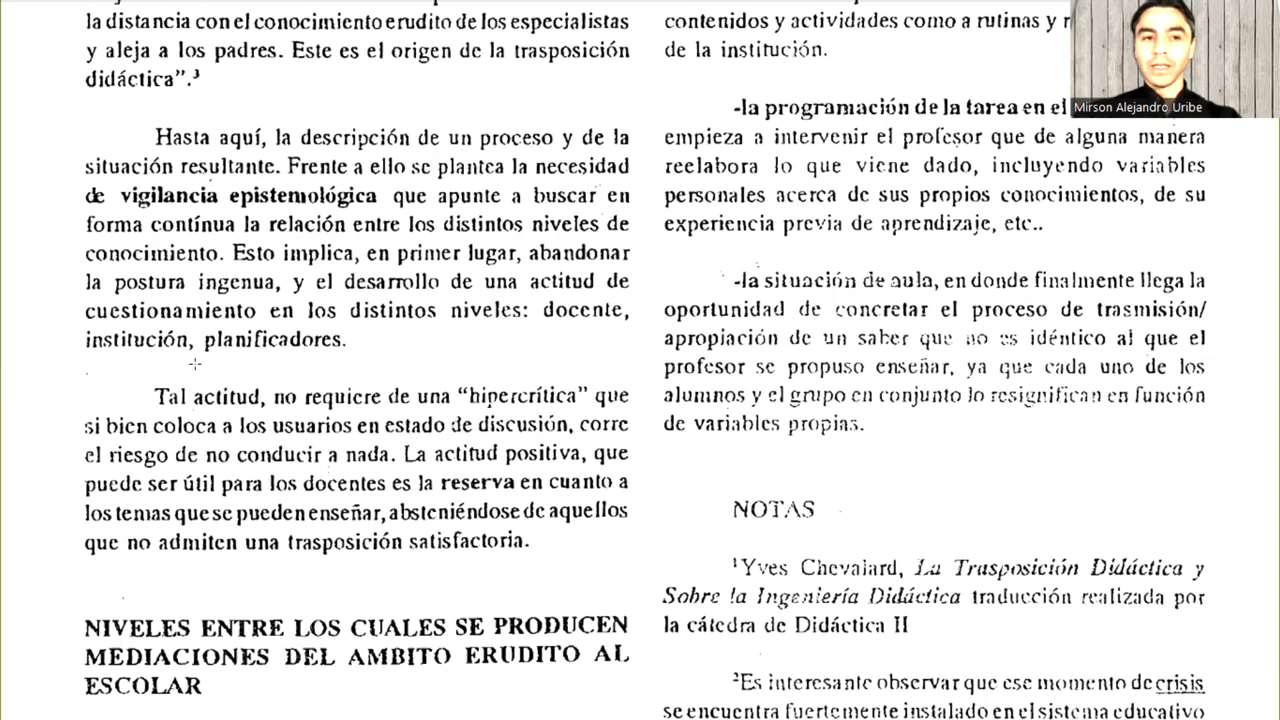 la distancia con el conocimiento erudito de los especialistas
y aleja a los padres. Este es el origen de la trasposición
didáctica”.³
Hasta aquí, la descripción de un proceso y de la
situación resultante. Frente a ello se plantea la necesidad
de vigilancia epistemológica que apunte a buscar en
forma contínua la relación entre los distintos niveles de
conocimiento. Esto implica, en primer lugar, abandonar
la postura ingenua, y el desarrollo de una actitud de
cuestionamiento en los distintos niveles: docente,
institución, planificadores.
Tal actitud, no requiere de una “hipercrítica” que
si bien coloca a los usuarios en estado de discusión, corre
el riesgo de no conducir a nada. La actitud positiva, que
puede ser útil para los docentes es la reserva en cuanto a
los temas que se pueden enseñar, absteniéndose de aquellos
que no admiten una trasposición satisfactoria.
NIVELES ENTRE LOS CUALES SE PRODUCEN
MEDIACIONES DEL AMBITO ERUDITO AL
ESCOLAR
contenidos y actividades como a rutinas y
de la institución.
-la programación de la tarea en el
empieza a intervenir el profesor que de alguna manera
reelabora lo que viene dado, incluyendo variables
personales acerca de sus propios conocimientos, de su
experiencia previa de aprendizaje, etc..
-la situación de aula, en donde finalmente llega la
oportunidad de concretar el proceso de trasmisión/
apropiación de un saber que no es idéntico al que el
profesor se propuso enseñar, ya que cada uno de los
alumnos y el grupo en conjunto lo resignifican en función
de variables propias.
NOTAS
¹Yves Chevalard, La Trasposición Didáctica y
Sobre la Ingeniería Didáctica traducción realizada por
la cátedra de Didáctica II
²Es interesante observar que ese momento de crisis
se encuentra fuertemente instalado en el sistema educativo
Mirson Alejandro Uribe